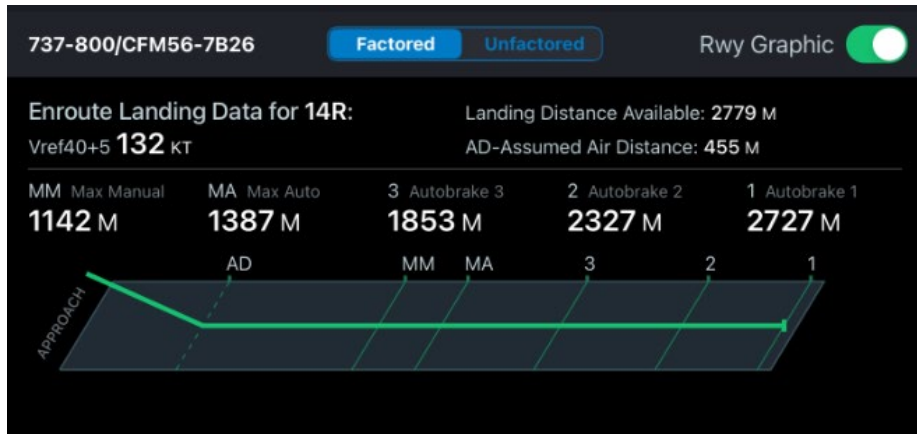 737-800/CFM56-7B26 Factored Unfactored Rwy Graphic
Enroute Landing Data for 14R: Landing Distance Available: 2779 M
Vref40+5 132 KT AD-Assumed Air Distance: 455 M
MM Max Manual MA Max Auto 3 Autobrake 3 2 Autobrake 2 1 Autobrake 1
1142 M 1387 M 1853 M 2327 M 2727 M
AD MM MA 3 2 1
APPROACH